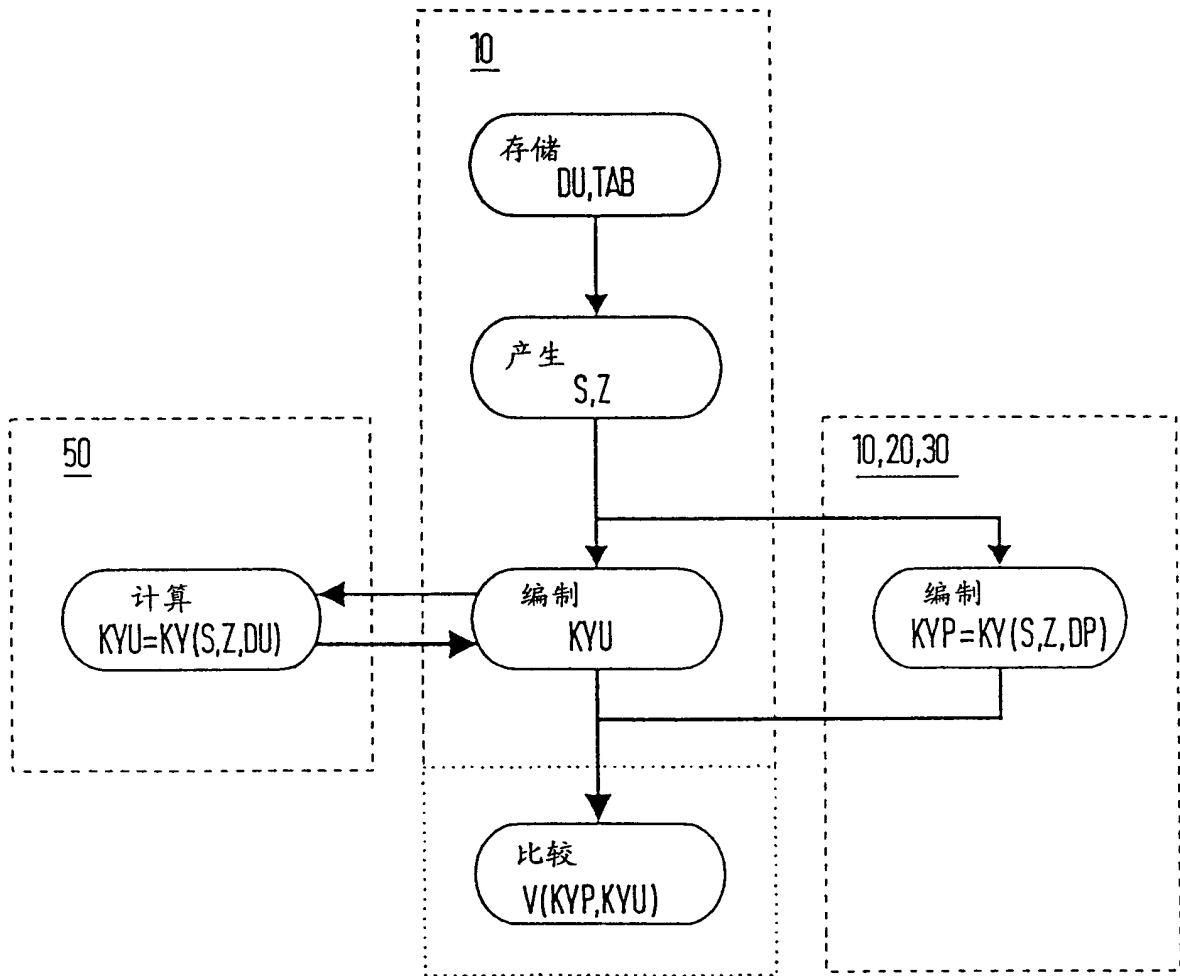 10
存储
DU,TAB
产生
S,Z
50
10,20,30
计算
KYU=KY(S,Z,DU)
编制
KYU
编制
KYP=KY(S,Z,DP)
比较
V(KYP,KYU)